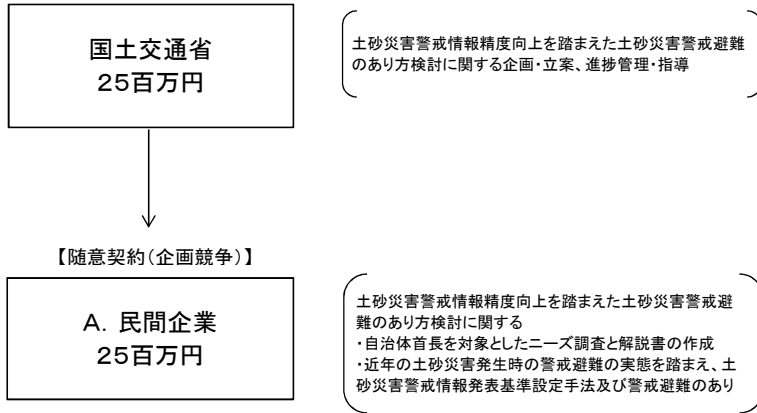 国土交通省
25百万円
土砂災害警戒情報精度向上を踏まえた土砂災害警戒避難
のあり方検討に関する企画・立案、進捗管理・指導
【随意契約(企画競争)】
A. 民間企業
25百万円
土砂災害警戒情報精度向上を踏まえた土砂災害警戒避
難のあり方検討に関する
・自治体首長を対象としたニーズ調査と解説書の作成
・近年の土砂災害発生時の警戒避難の実態を踏まえ、土
砂災害警戒情報発表基準設定手法及び警戒避難のあり